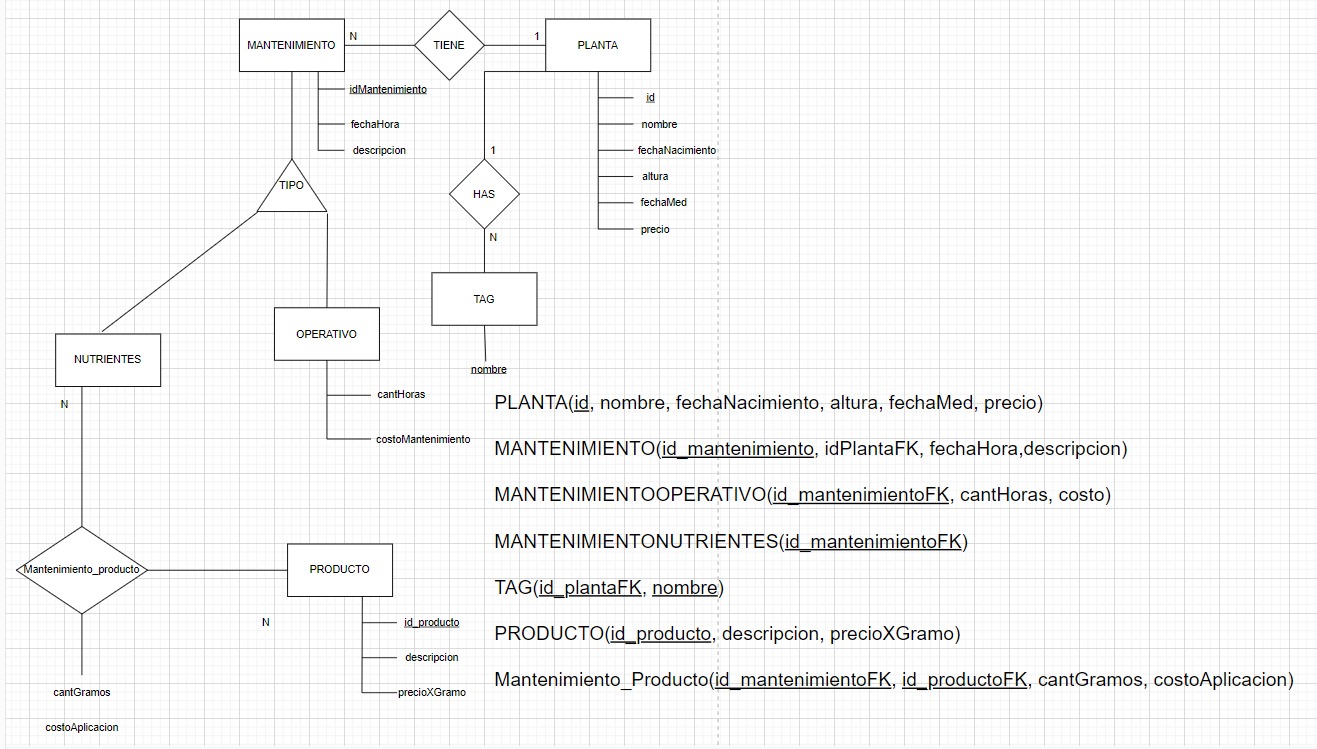 MANTENIMIENTO
N
TIENE
1
PLANTA
idMantenimiento
fechaHora
descripcion
id
nombre
fechaNacimiento
altura
fechaMed
precio
TIPO
1
HAS
N
TAG
nombre
NUTRIENTES
N
OPERATIVO
cantHoras
costoMantenimiento
Mantenimiento_producto
cantGramos
costoAplicacion
PRODUCTO
N
id_producto
descripcion
precioXGramo
PLANTA(id, nombre, fechaNacimiento, altura, fechaMed, precio)
MANTENIMIENTO(id_mantenimiento, idPlantaFK, fechaHora,descripcion)
MANTENIMIENTOOPERATIVO(id_mantenimientoFK, cantHoras, costo)
MANTENIMIENTONUTRIENTES(id_mantenimientoFK)
TAG(id_plantaFK, nombre)
PRODUCTO(id_producto, descripcion, precioXGramo)
Mantenimiento_Producto(id_mantenimientoFK, id_productoFK, cantGramos, costoAplicacion)